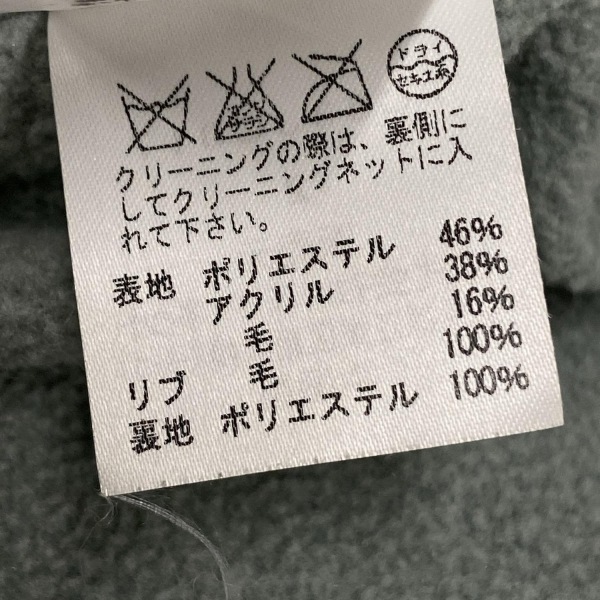 ドライ
セキユ系
クリーニングの際は、裏側に
してクリーニングネットに入
れて下さい。
表地 ポリエステル 46%
アクリル 38%
毛 16%
リブ 毛 100%
裏地 ポリエステル 100%